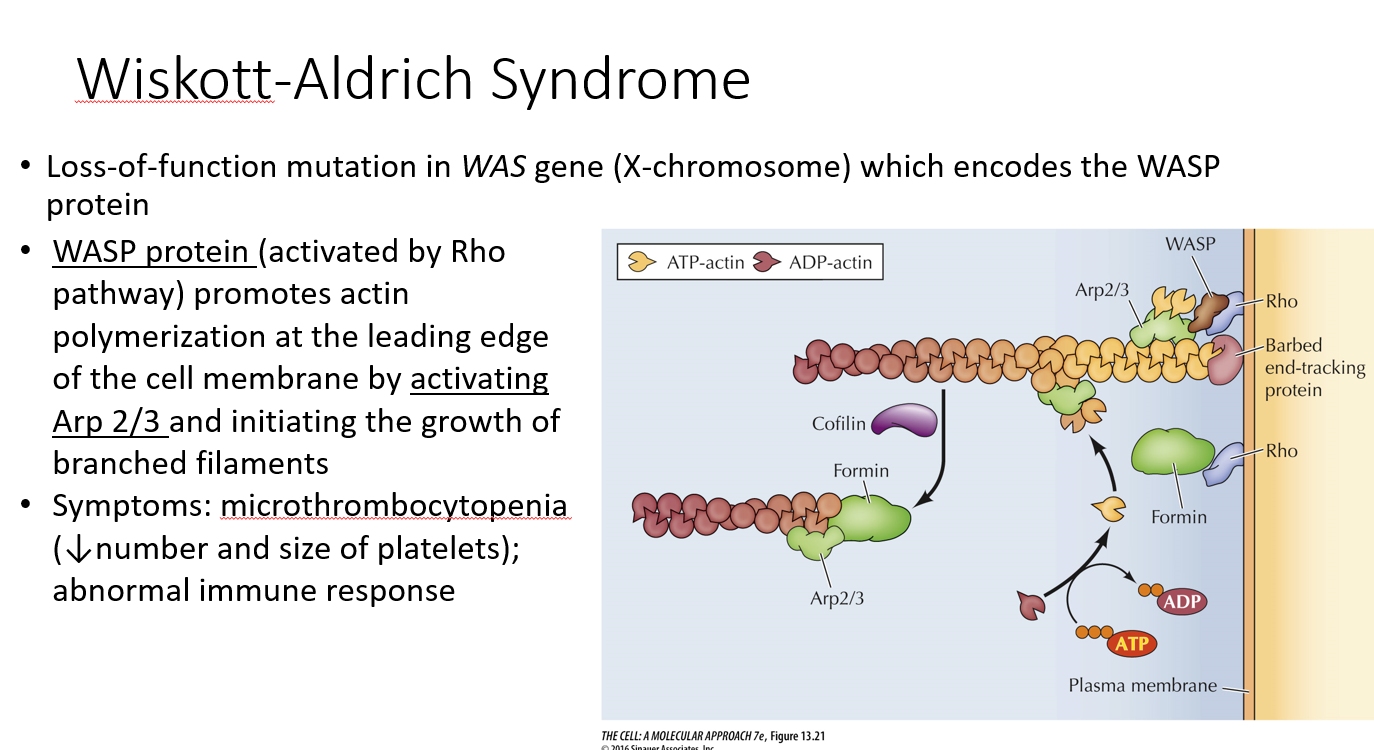 Wiskott-Aldrich Syndrome
• Loss-of-function mutation in WAS gene (X-chromosome) which encodes the WASP
protein
• WASP protein (activated by Rho
pathway) promotes actin
polymerization at the leading edge
of the cell membrane by activating
Arp 2/3 and initiating the growth of
branched filaments
• Symptoms: microthrombocytopenia
(↓number and size of platelets);
abnormal immune response
ATP-actin ADP-actin
WASP
Arp2/3
Rho
Barbed
end-tracking
protein
Cofilin
Formin
Rho
Formin
Arp2/3
ADP
ATP
Plasma membrane
THE CELL: A MOLECULAR APPROACH 7e, Figure 13.21
© 2016 Sinauer Associates, Inc.